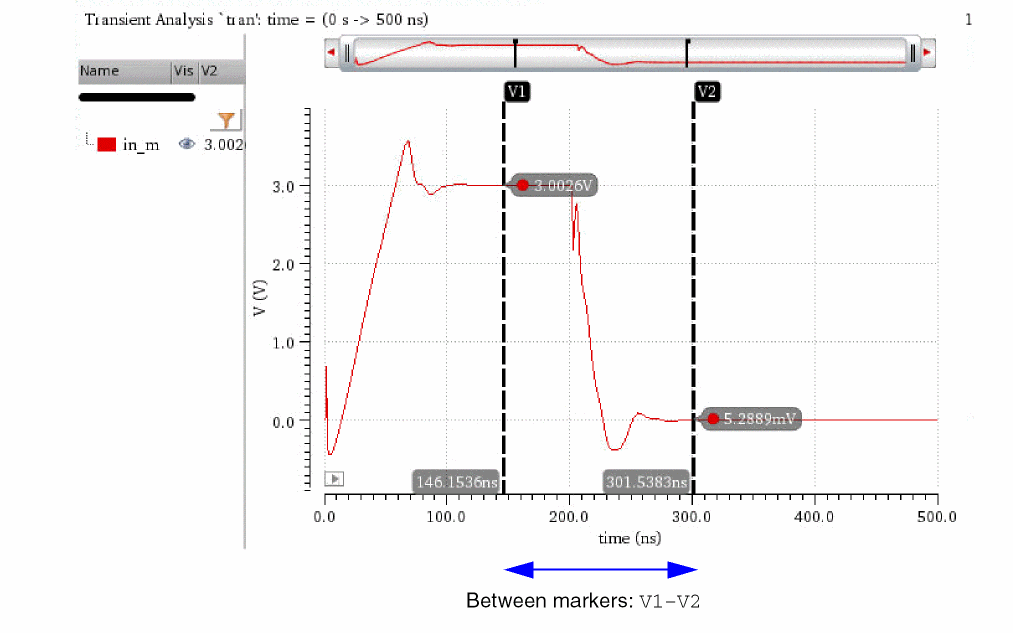 Transient Analysis `tran': time = (0 s -> 500 ns)
1
Name Vis V2
in_m 3.002
V1 V2
3.0026V
5.2889mV
146.1536ns 301.5383ns
3.0
2.0
1.0
0.0
V (V)
0.0 100.0 200.0 300.0 400.0 500.0
time (ns)
Between markers: V1-V2